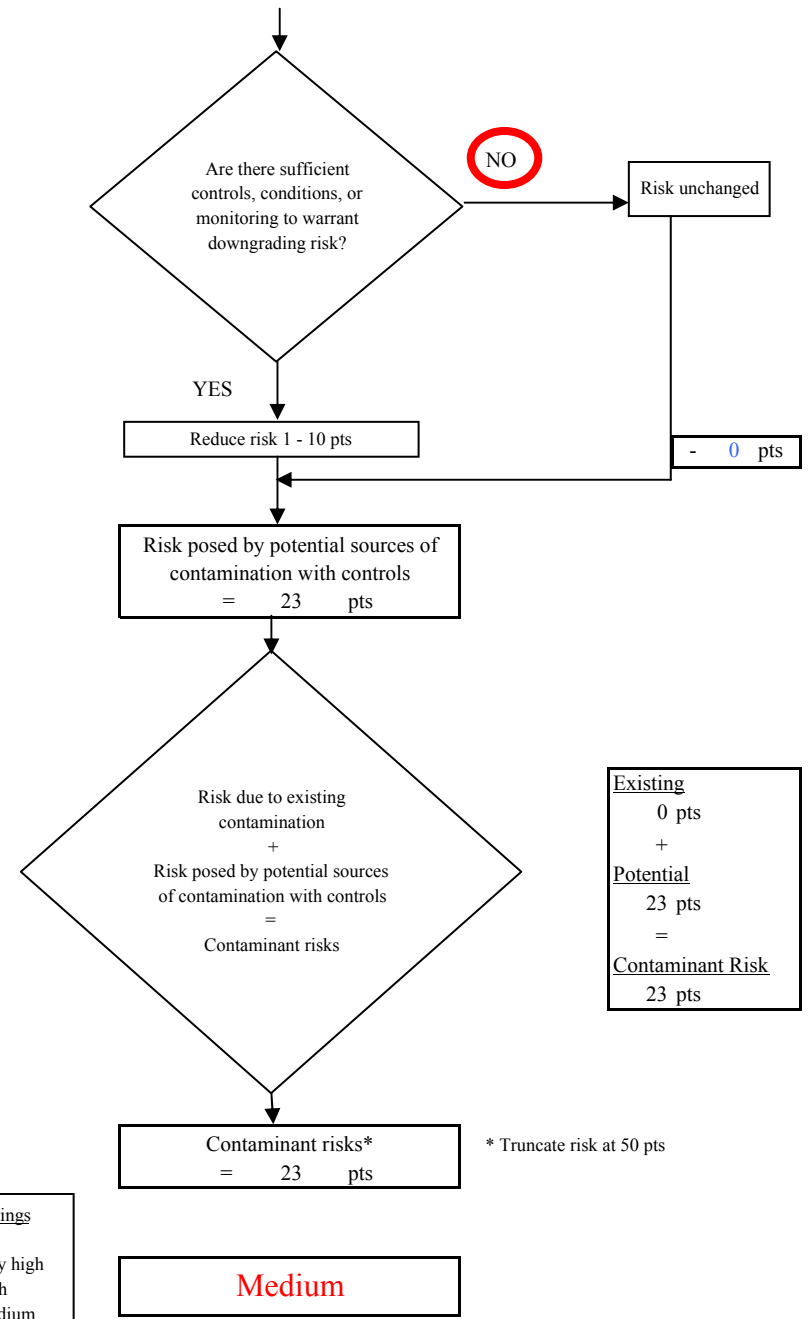 Are there sufficient
controls, conditions, or
monitoring to warrant
downgrading risk?
NO
Risk unchanged
YES
Reduce risk 1 - 10 pts
- 0 pts
Risk posed by potential sources of
contamination with controls
= 23 pts
Risk due to existing
contamination
+
Risk posed by potential sources
of contamination with controls
=
Contaminant risks
Existing
0 pts
+
Potential
23 pts
=
Contaminant Risk
23 pts
Contaminant risks*
= 23 pts
* Truncate risk at 50 pts
high
Medium